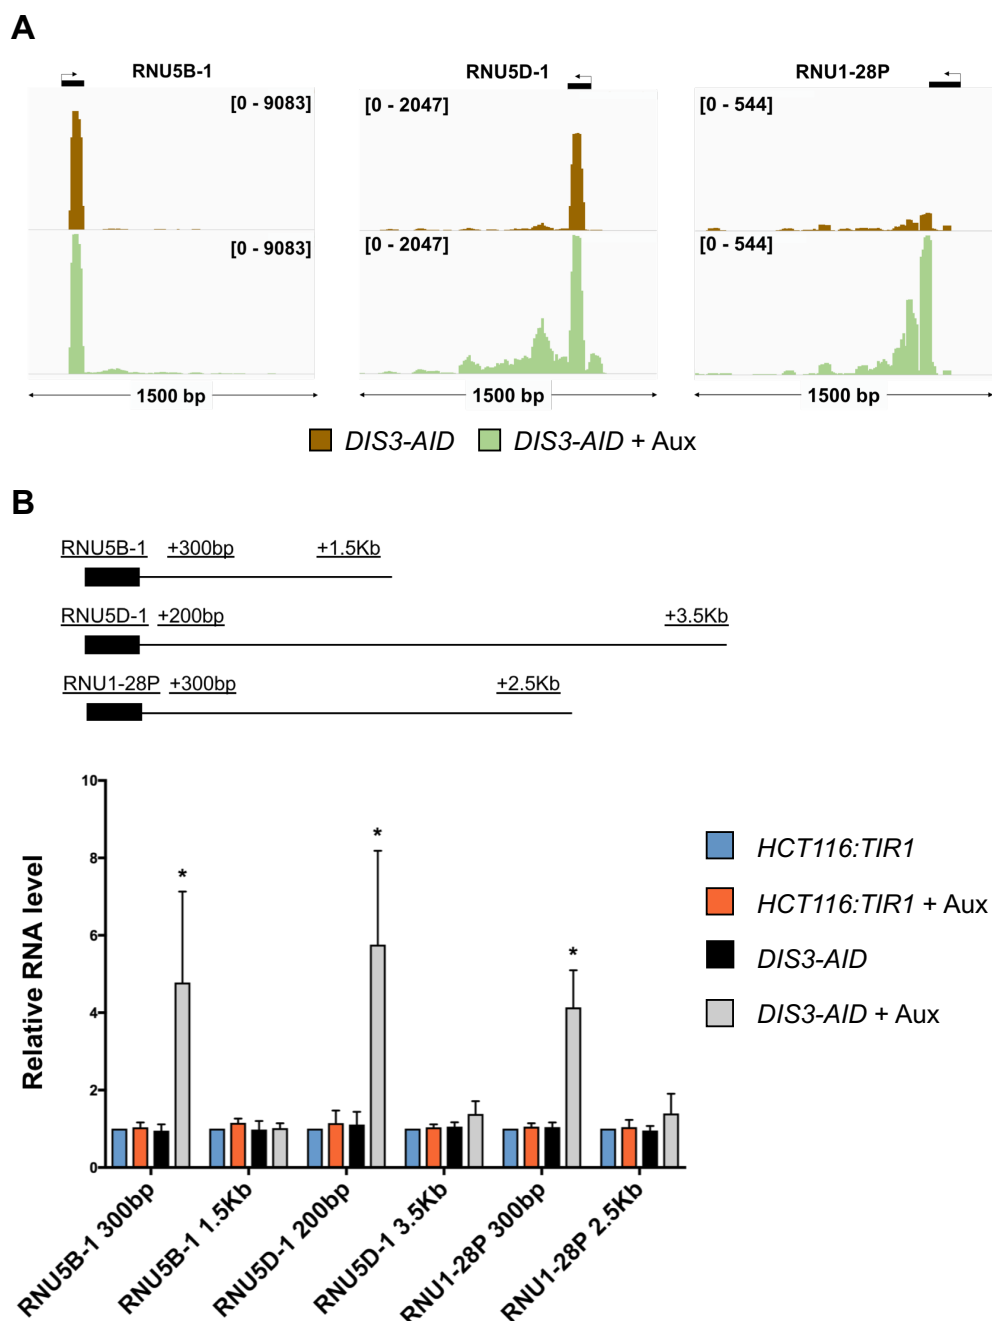 A
RNU5B-1 RNU5D-1 RNU1-28P
[0 - 9083] [0 - 2047] [0 - 544]
[0 - 9083] [0 - 2047] [0 - 544]
1500 bp 1500 bp 1500 bp
DIS3-AID DIS3-AID + Aux
B
RNU5B-1 +300bp +1.5Kb
RNU5D-1 +200bp +3.5Kb
RNU1-28P +300bp +2.5Kb
Relative RNA level
10
8
6
4
2
0
* * *
RNU5B-1 300bp
RNU5B-1 1.5Kb
RNU5D-1 200bp
RNU5D-1 3.5Kb
RNU1-28P 300bp
RNU1-28P 2.5Kb
HCT116:TIR1
HCT116:TIR1 + Aux
DIS3-AID
DIS3-AID + Aux